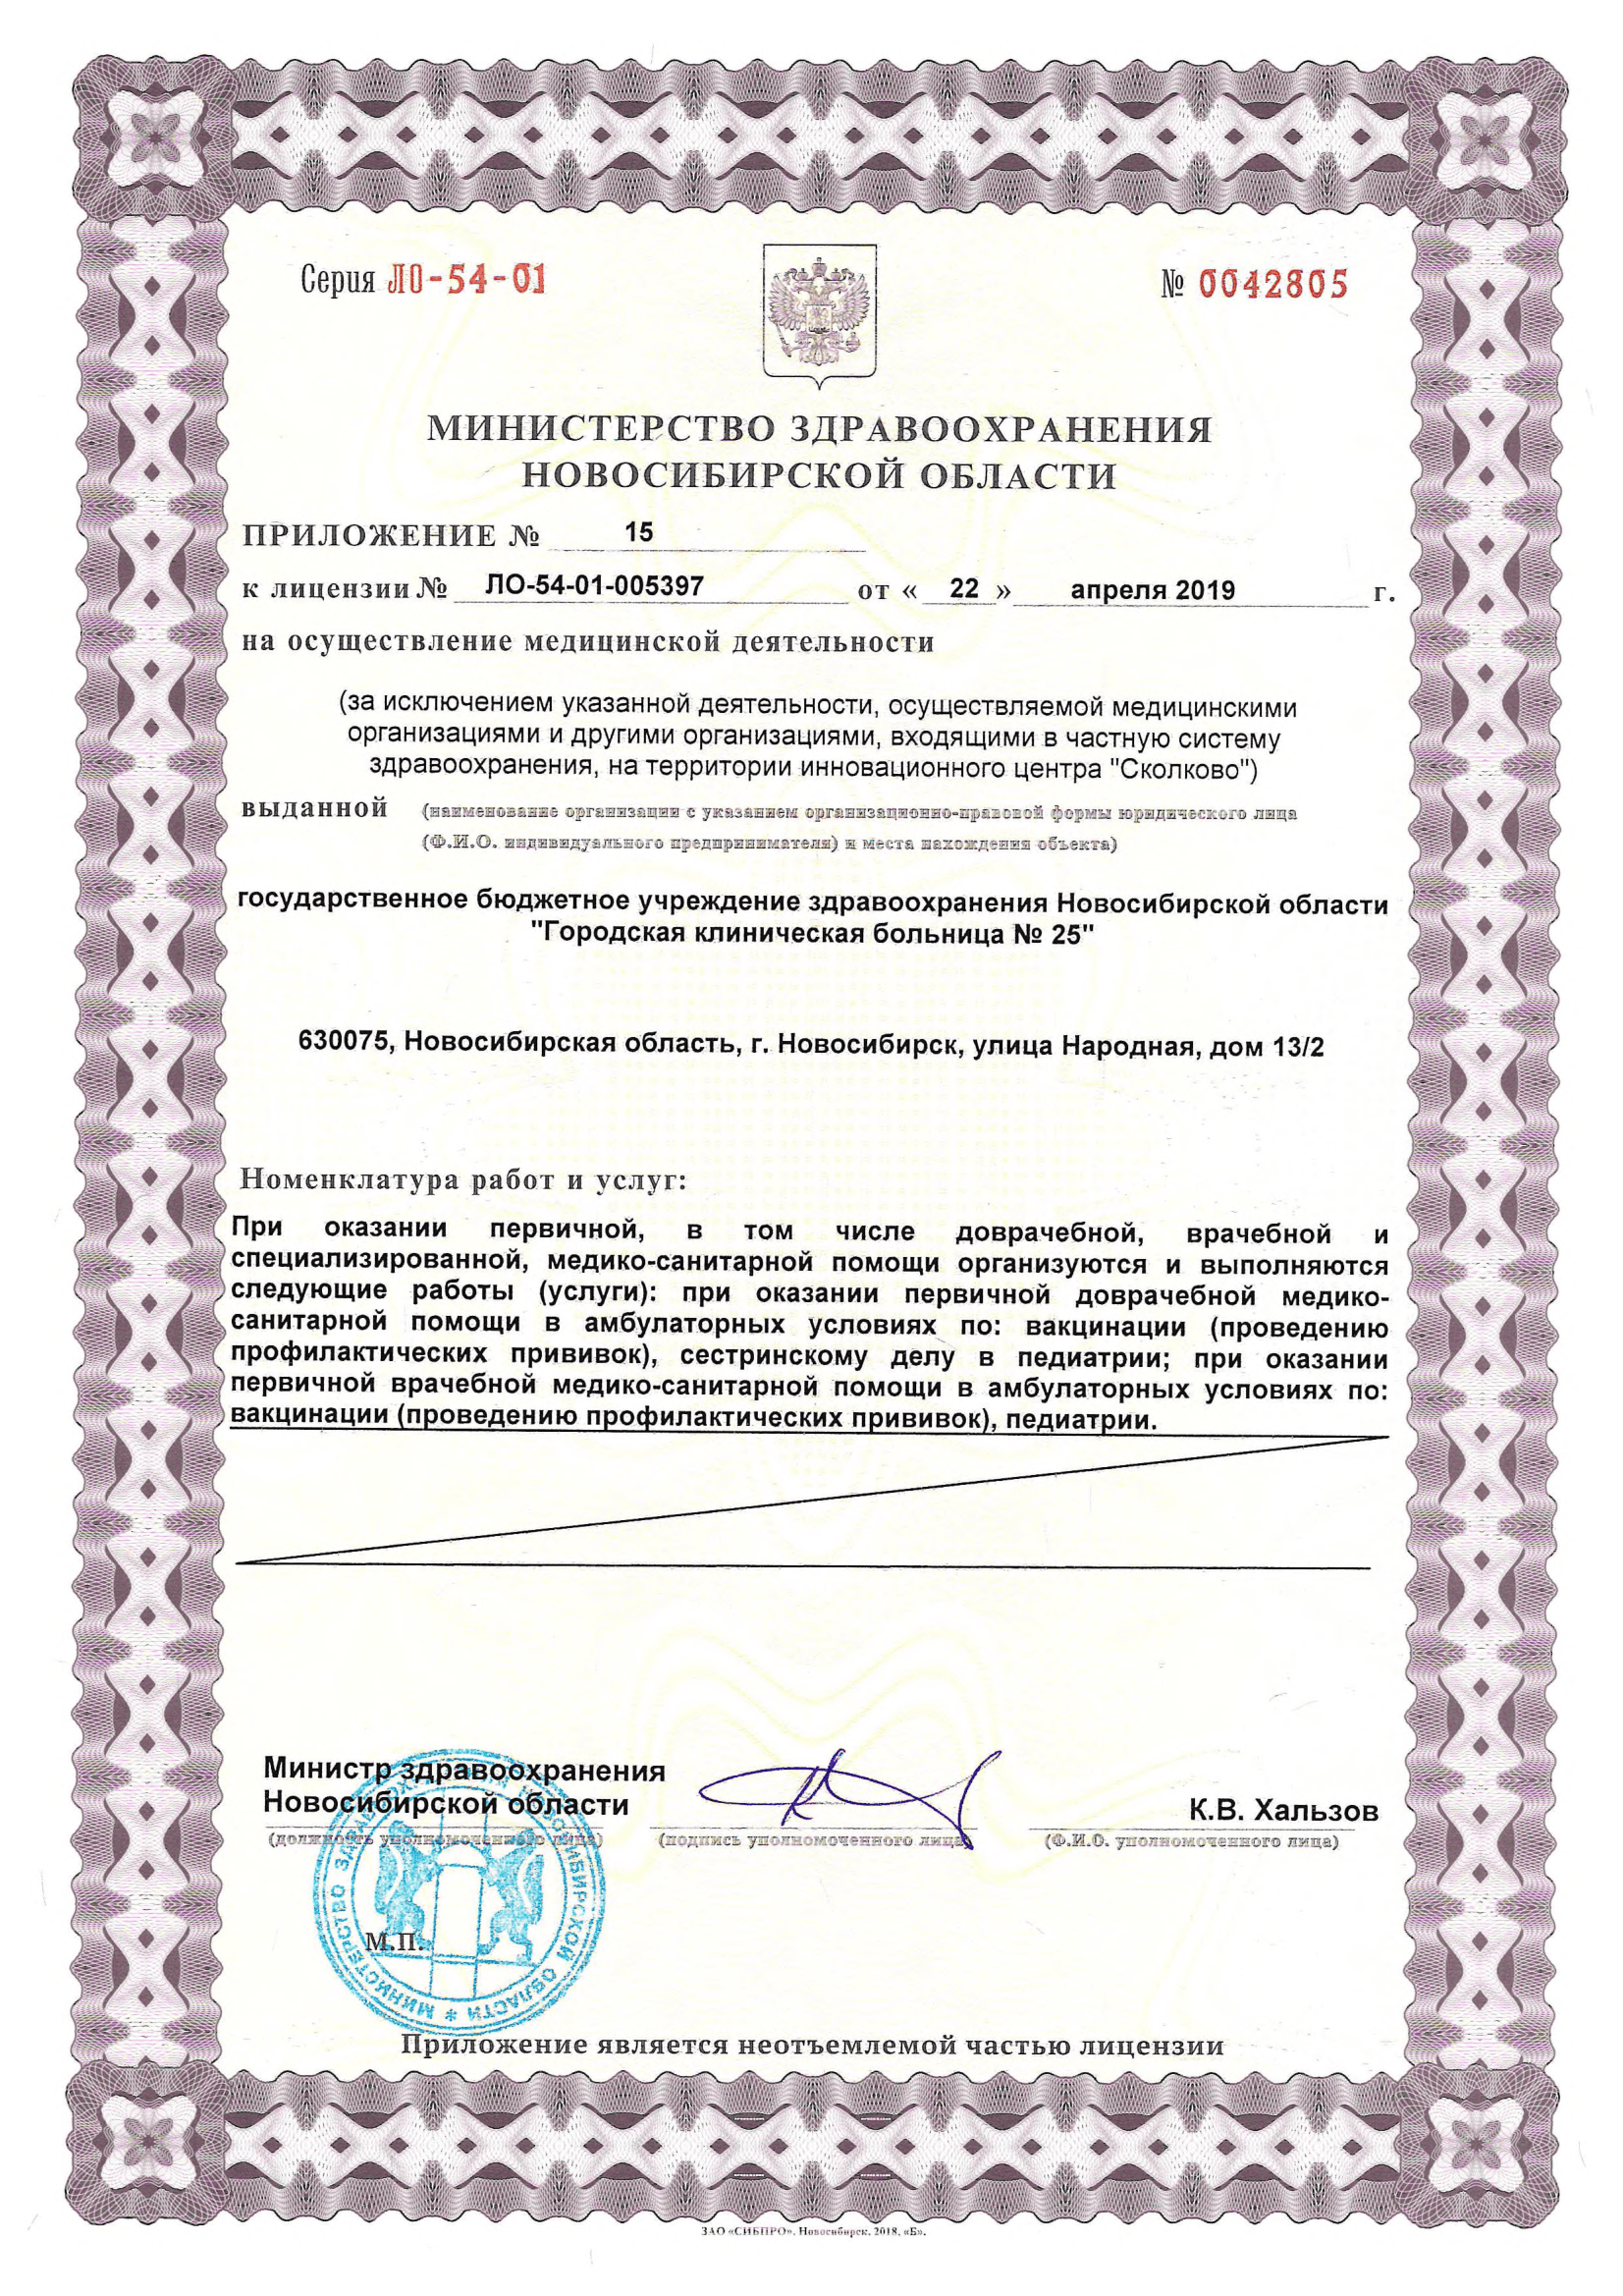 Серия ЛО-54-01
№ 0042805
МИНИСТЕРСТВО ЗДРАВООХРАНЕНИЯ
НОВОСИБИРСКОЙ ОБЛАСТИ
ПРИЛОЖЕНИЕ № 15
к лицензии № ЛО-54-01-005397 от « 22 » апреля 2019 г.
на осуществление медицинской деятельности
(за исключением указанной деятельности, осуществляемой медицинскими
организациями и другими организациями, входящими в частную систему
здравоохранения, на территории инновационного центра "Сколково")
выданной (наименование организации с указанием организационно-правовой формы юридического лица
(Ф.И.О. индивидуального предпринимателя) и места нахождения объекта)
государственное бюджетное учреждение здравоохранения Новосибирской области
"Городская клиническая больница № 25"
630075, Новосибирская область, г. Новосибирск, улица Народная, дом 13/2
Номенклатура работ и услуг:
При оказании первичной, в том числе доврачебной, врачебной и
специализированной, медико-санитарной помощи организуются и выполняются
следующие работы (услуги): при оказании первичной доврачебной медико-
санитарной помощи в амбулаторных условиях по: вакцинации (проведению
профилактических прививок), сестринскому делу в педиатрии; при оказании
первичной врачебной медико-санитарной помощи в амбулаторных условиях по:
вакцинации (проведению профилактических прививок), педиатрии.
Министр здравоохранения
Новосибирской области
К.В. Хальзов
(должность уполномоченного лица)
(подпись уполномоченного лица)
(Ф.И.О. уполномоченного лица)
МИНИСТЕРСТВО ЗДРАВООХРАНЕНИЯ НОВОСИБИРСКОЙ ОБЛАСТИ *
М.П.
Приложение является неотъемлемой частью лицензии
ЗАО «СИБПРО», Новосибирск, 2018, «Б».